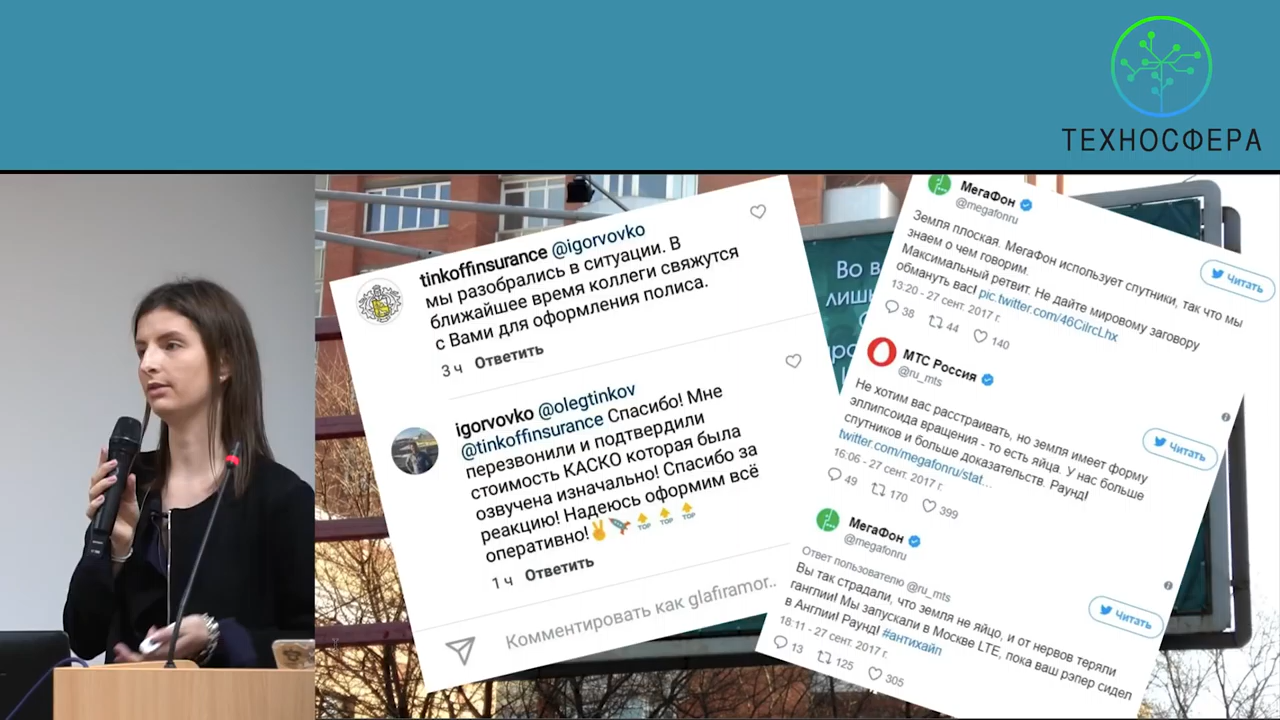 ТЕХНОСФЕРА
tinkoffinsurance @igorvovko
мы разобрались в ситуации. В
ближайшее время коллеги свяжутся
с Вами для оформления полиса.
3 ч Ответить
igorvovko @olegtinkov
@tinkoffinsurance Спасибо! Мне
перезвонили и подтвердили
стоимость КАСКО которая была
озвучена изначально! Спасибо за
реакцию! Надеюсь оформим всё
оперативно!✌🚀🔝🔝🔝
1 ч Ответить
Комментировать как glafiramor..
Во в
МегаФон
@megafonru
Читать
Земля плоская. МегаФон использует спутники, так что мы
знаем о чем говорим.
Максимальный ретвит. Не дайте мировому заговору
обмануть вас! pic.twitter.com/46CilrcLhx
13:20 - 27 сент. 2017 г.
38 44 140
МТС Россия
@ru_mts
Читать
Не хотим вас расстраивать, но земля имеет форму
эллипсоида вращения - то есть яйца. У нас больше
спутников и больше доказательств. Раунд!
twitter.com/megafonru/stat...
16:06 - 27 сент. 2017 г.
49 170 399
МегаФон
@megafonru
Читать
Ответ пользователю @ru_mts
Вы так страдали, что земля не яйцо, и от нервов теряли
ганглии! Мы запускали в Москве LTE, пока ваш рэпер сидел
в Англии! Раунд! #антихайп
18:11 - 27 сент. 2017 г.
13 125 305